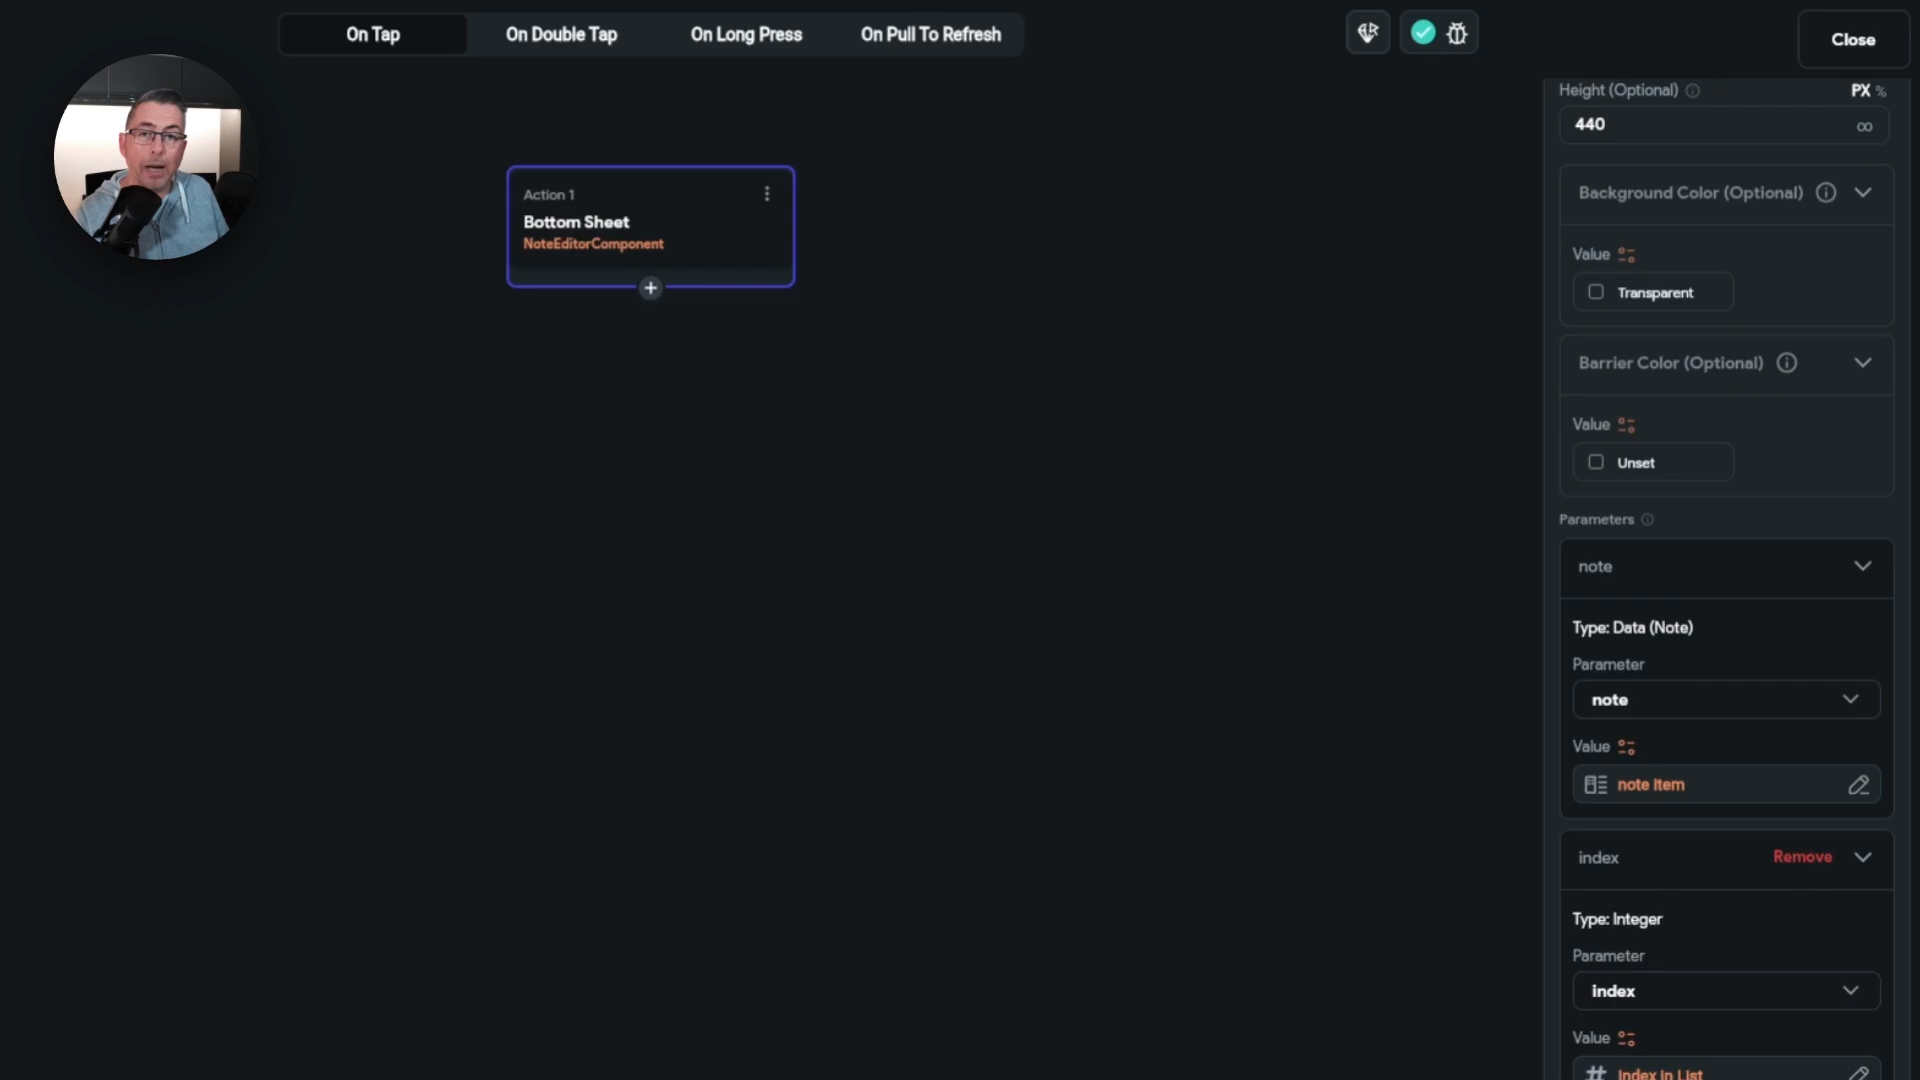 On Tap
On Double Tap
On Long Press
On Pull To Refresh
Close
Height (Optional)
PX %
440
Action 1
Bottom Sheet
NoteEditorComponent
Background Color (Optional)
Value
Transparent
Barrier Color (Optional)
Value
Unset
Parameters
note
Type: Data (Note)
Parameter
note
Value
note Item
index
Remove
Type: Integer
Parameter
index
Value
Index in List